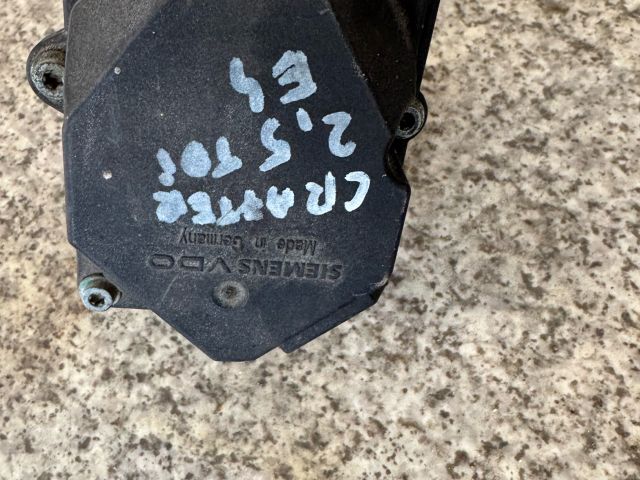 SIEMENS VDO
Made in Germany
CRAFTER
2,5 TDI
E4